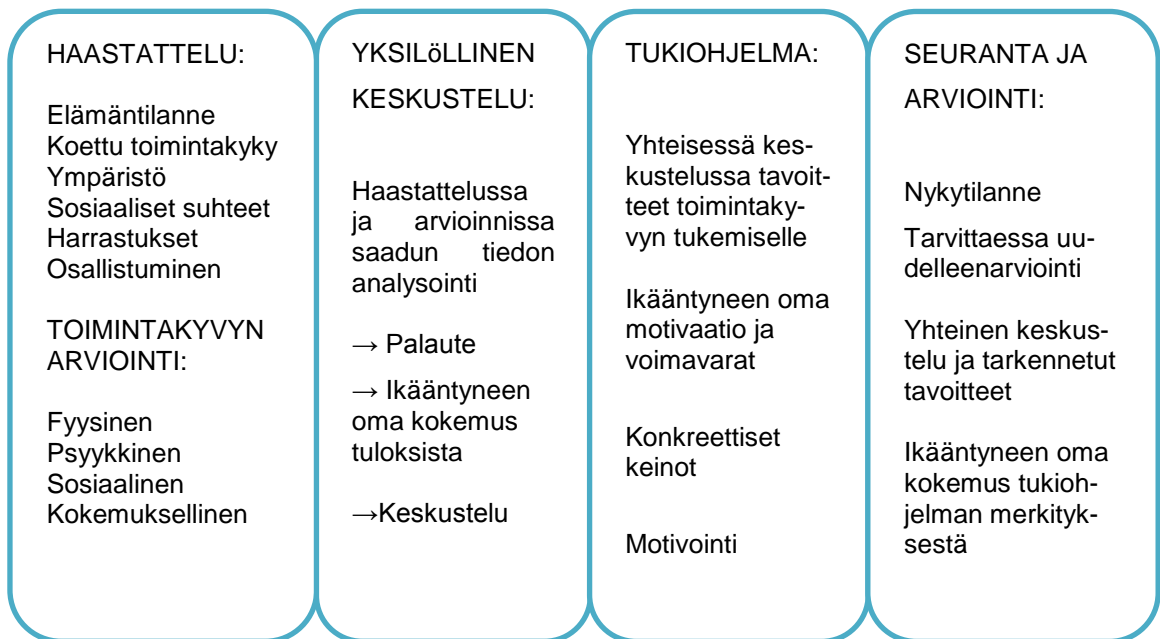 HAASTATTELU:
Elämäntilanne
Koettu toimintakyky
Ympäristö
Sosiaaliset suhteet
Harrastukset
Osallistuminen
TOIMINTAKYVYN
ARVIOINTI:
Fyysinen
Psyykkinen
Sosiaalinen
Kokemuksellinen
YKSILöLLINEN
KESKUSTELU:
Haastattelussa
ja arvioinnissa
saadun tiedon
analysointi
→ Palaute
→ Ikääntyneen
oma kokemus
tuloksista
→Keskustelu
TUKIOHJELMA:
Yhteisessä kes-
kustelussa tavoit-
teet toimintaky-
vyn tukemiselle
Ikääntyneen oma
motivaatio ja
voimavarat
Konkreettiset
keinot
Motivointi
SEURANTA JA
ARVIOINTI:
Nykytilanne
Tarvittaessa uu-
delleenarviointi
Yhteinen keskus-
telu ja tarkennetut
tavoitteet
Ikääntyneen oma
kokemus tukioh-
jelman merkityk-
sestä